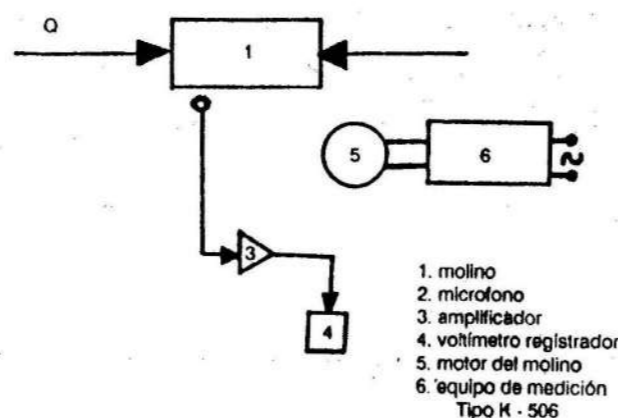 Q
1
5
6
3
4
1. molino
2. microfono
3. amplificador
4. voltímetro registrador
5. motor del molino
6. equipo de medición
Tipo K - 506